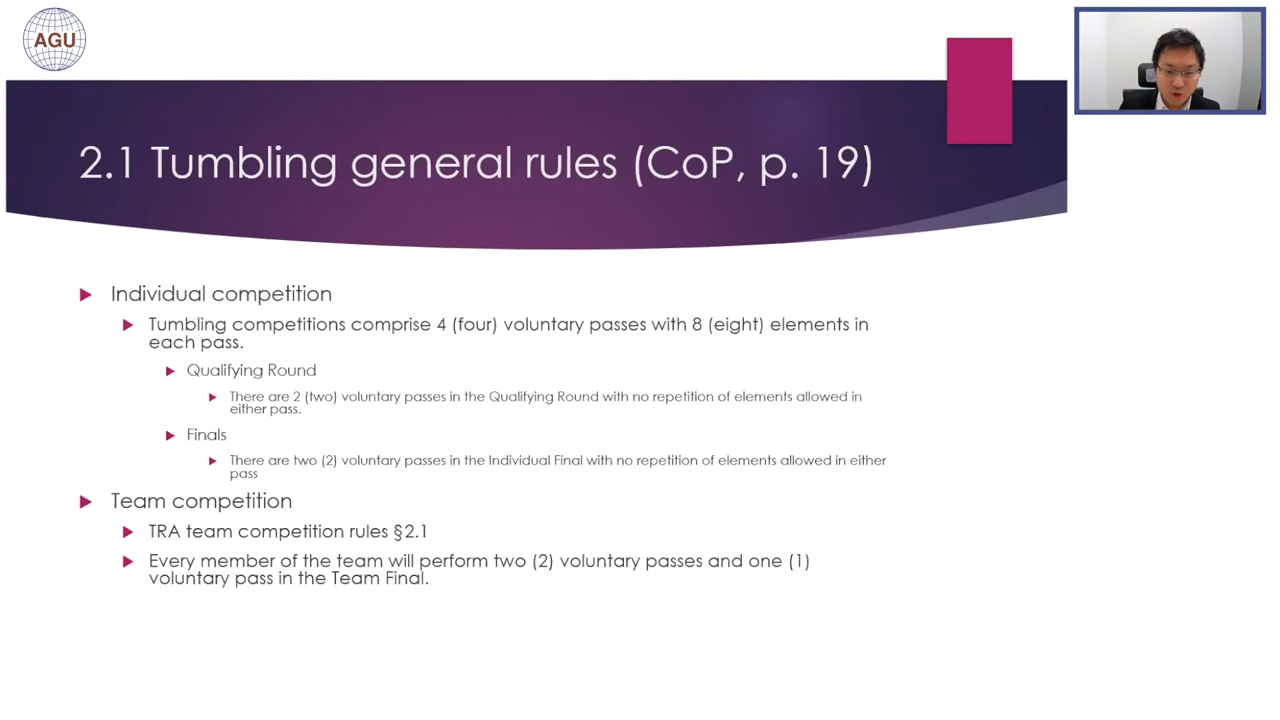 AGU
2.1 Tumbling general rules (CoP, p. 19)
Individual competition
Tumbling competitions comprise 4 (four) voluntary passes with 8 (eight) elements in
each pass.
Qualifying Round
There are 2 (two) voluntary passes in the Qualifying Round with no repetition of elements allowed in
either pass.
Finals
There are two (2) voluntary passes in the Individual Final with no repetition of elements allowed in either
pass
Team competition
TRA team competition rules §2.1
Every member of the team will perform two (2) voluntary passes and one (1)
voluntary pass in the Team Final.